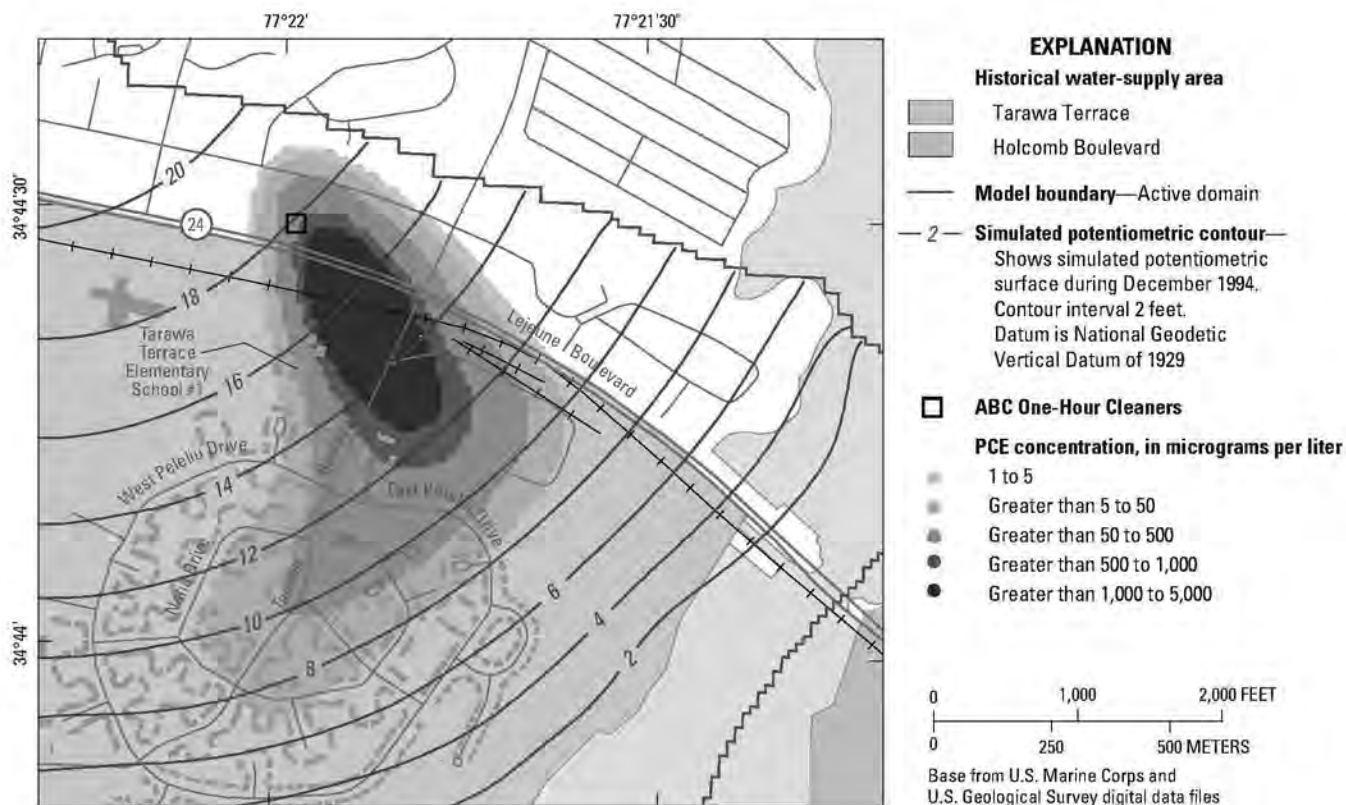 77°22' 77°21'30"
34°44'30"
34°44'
20
24
18
16
14
12
10
8
6
4
2
Tarawa
Terrace
Elementary
School #1
Lejeune Boulevard
West Peleliu Drive
Drive
EXPLANATION
Historical water-supply area
Tarawa Terrace
Holcomb Boulevard
Model boundary—Active domain
2 Simulated potentiometric contour—
Shows simulated potentiometric
surface during December 1994.
Contour interval 2 feet.
Datum is National Geodetic
Vertical Datum of 1929
ABC One-Hour Cleaners
PCE concentration, in micrograms per liter
1 to 5
Greater than 5 to 50
Greater than 50 to 500
Greater than 500 to 1,000
Greater than 1,000 to 5,000
0 1,000 2,000 FEET
0 250 500 METERS
Base from U.S. Marine Corps and
U.S. Geological Survey digital data files